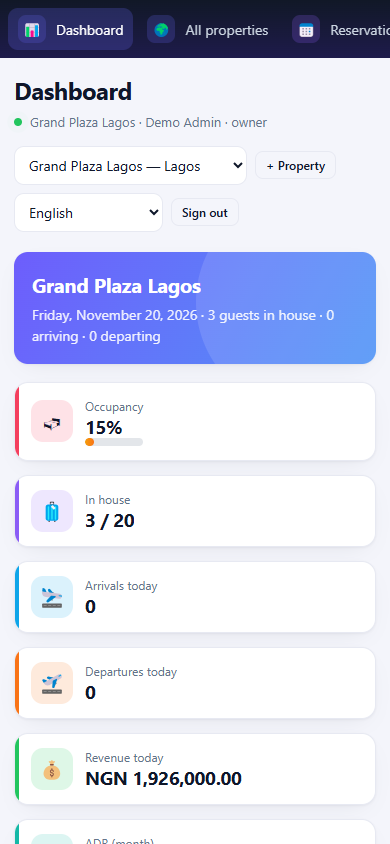 Dashboard
All properties
Dashboard
Grand Plaza Lagos · Demo Admin · owner
Grand Plaza Lagos — Lagos
+ Property
English
Sign out
Grand Plaza Lagos
Friday, November 20, 2026 · 3 guests in house · 0
arriving · 0 departing
Occupancy
15%
In house
3 / 20
Arrivals today
0
Departures today
0
Revenue today
NGN 1,926,000.00
ADR (month)